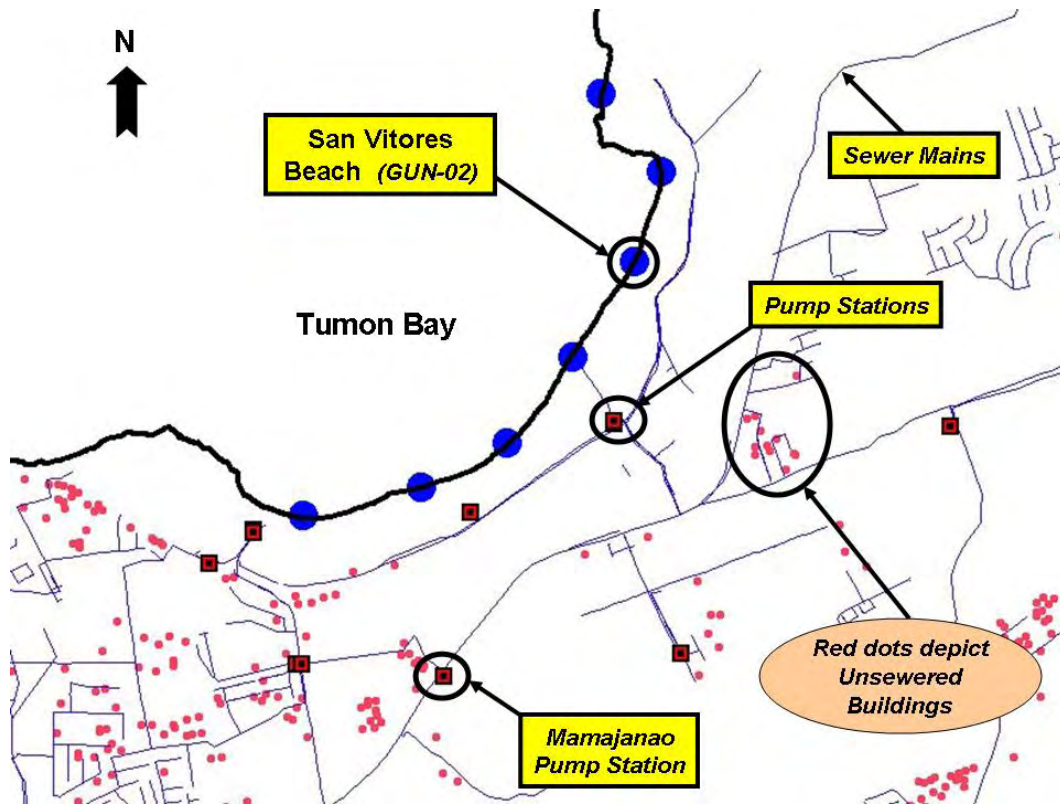 N
San Vitores
Beach (GUN-02)
Sewer Mains
Pump Stations
Tumon Bay
Red dots depict
Unsewered
Buildings
Mamajanao
Pump Station